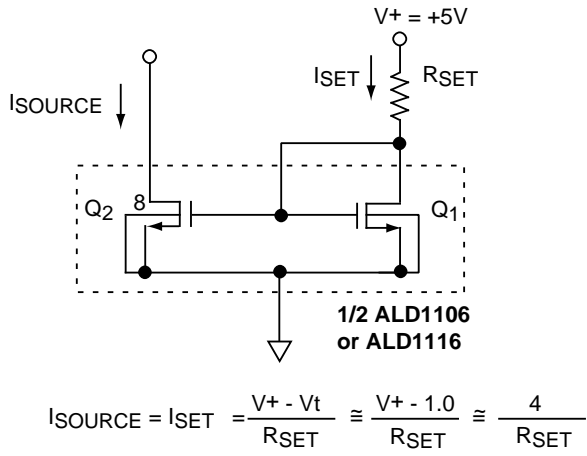 V+ = +5V
ISET
RSET
ISOURCE
Q2
8
Q1
1/2 ALD1106
or ALD1116
ISOURCE = ISET = V+ - Vt / RSET ≅ V+ - 1.0 / RSET ≅ 4 / RSET